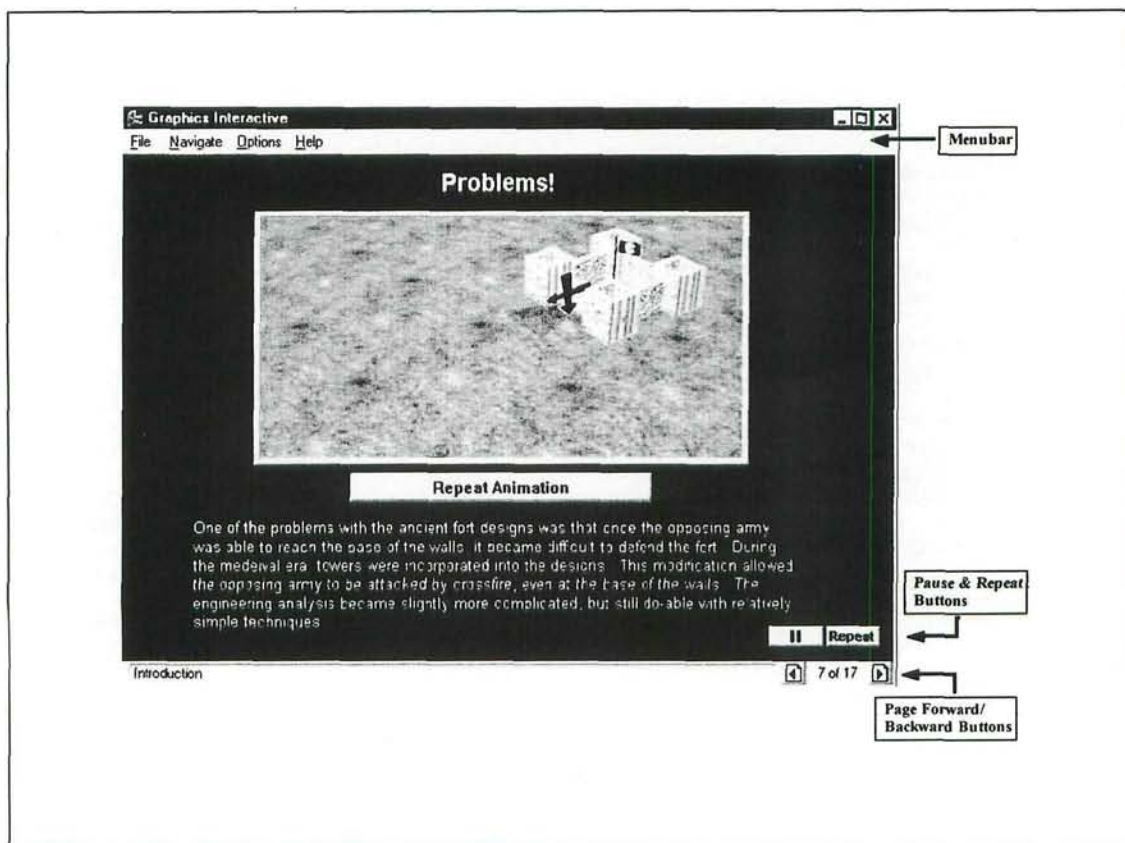 Graphics Interactive
File Navigate Options Help
Menubar
Problems!
Repeat Animation
One of the problems with the ancient fort designs was that once the opposing army
was able to reach the base of the walls, it became difficult to defend the fort. During
the medeival era, towers were incorporated into the designs. This modification allowed
the opposing army to be attacked by crossfire, even at the base of the walls. The
engineering analysis became slightly more complicated, but still do-able with relatively
simple techniques.
Pause & Repeat
Buttons
Repeat
Introduction
7 of 17
Page Forward/
Backward Buttons